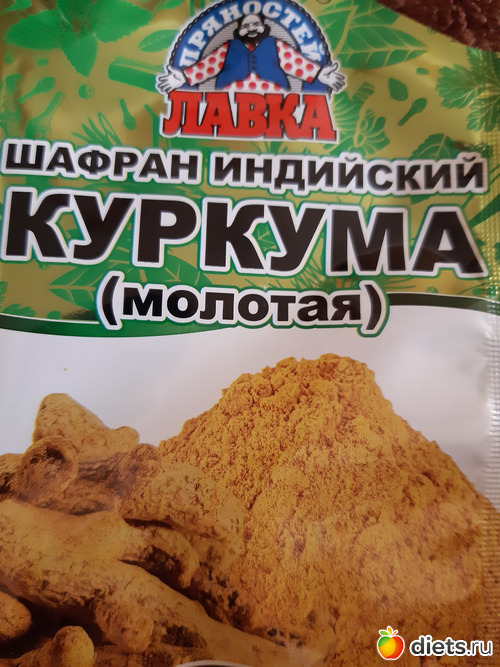 ПРЯНОСТЕЙ
ЛАВКА
ШАФРАН ИНДИЙСКИЙ
КУРКУМА
(молотая)
diets.ru